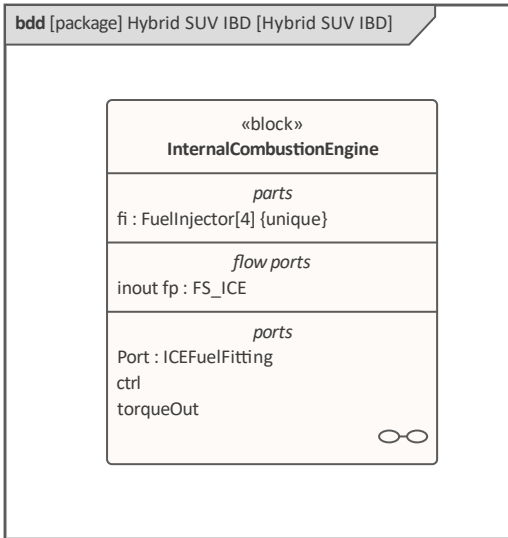 bdd [package] Hybrid SUV IBD [Hybrid SUV IBD]
«block»
InternalCombustionEngine
parts
fi : FuelInjector[4] {unique}
flow ports
inout fp : FS_ICE
ports
Port : ICEFuelFitting
ctrl
torqueOut